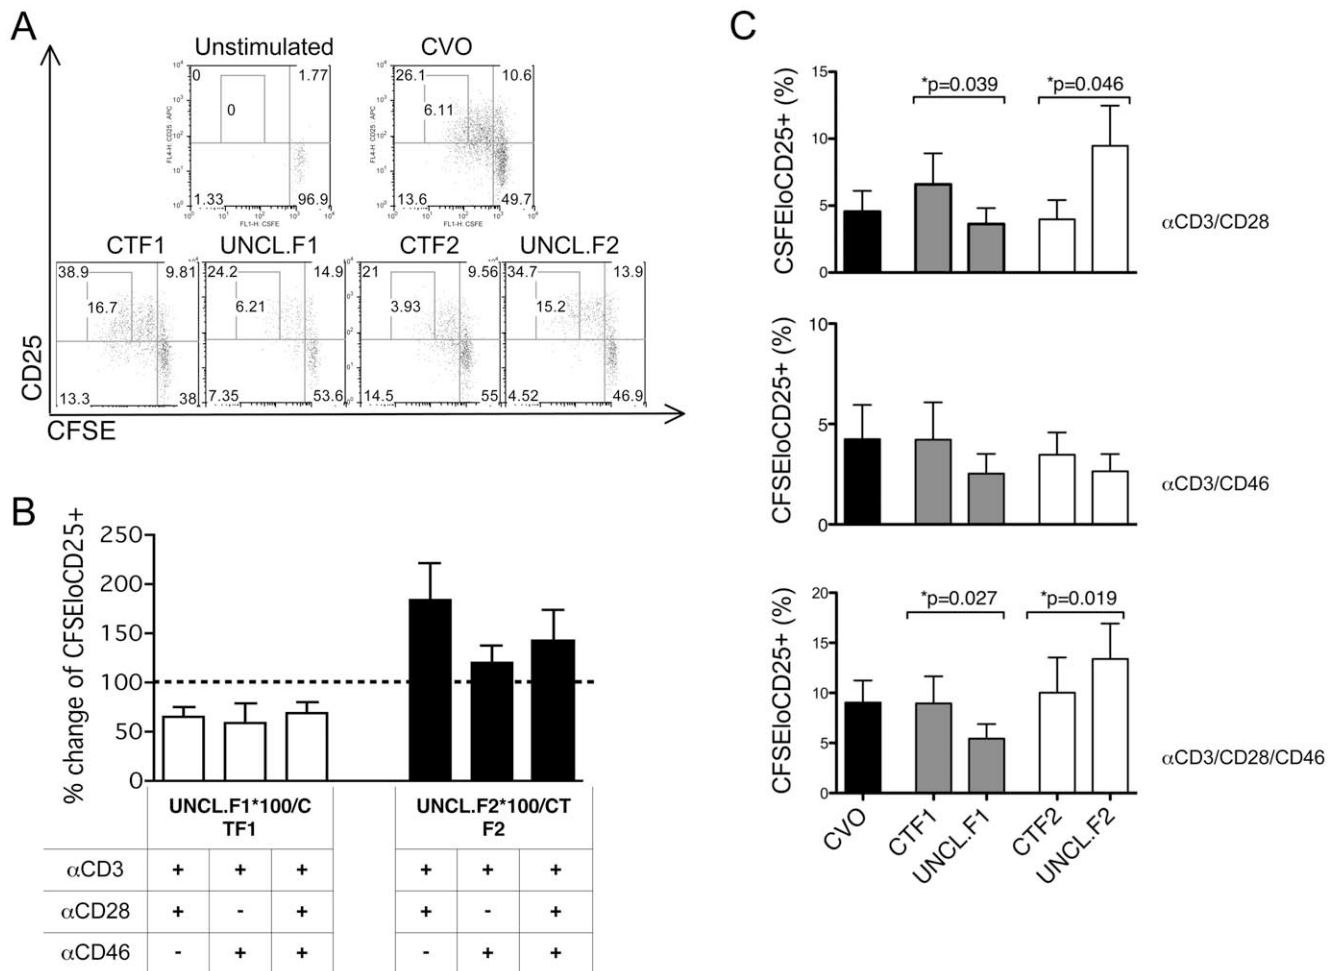 A
Unstimulated
CVO
0
1.77
0
1.33
96.9
FL4-H: CD25 : APC
FL1-H: CSFE
26.1
10.6
6.11
13.6
49.7
FL4-H: CD25 : APC
FL1-H: CSFE
CTF1
UNCL.F1
CTF2
UNCL.F2
38.9
9.81
16.7
13.3
38
24.2
14.9
6.21
7.35
53.6
21
9.56
3.93
14.5
55
34.7
13.9
15.2
4.52
46.9
CD25
CFSE
B
% change of CFSEloCD25+
250
200
150
100
50
0
UNCL.F1*100/C
TF1
UNCL.F2*100/CT
F2
αCD3 + + + + + +
αCD28 + - + + - +
αCD46 - + + - + +
C
CSFEloCD25+ (%)
15
10
5
0
*p=0.039
*p=0.046
αCD3/CD28
CFSEloCD25+ (%)
10
5
0
αCD3/CD46
CFSEloCD25+ (%)
20
15
10
5
0
*p=0.027
*p=0.019
αCD3/CD28/CD46
CVO
CTF1
UNCL.F1
CTF2
UNCL.F2